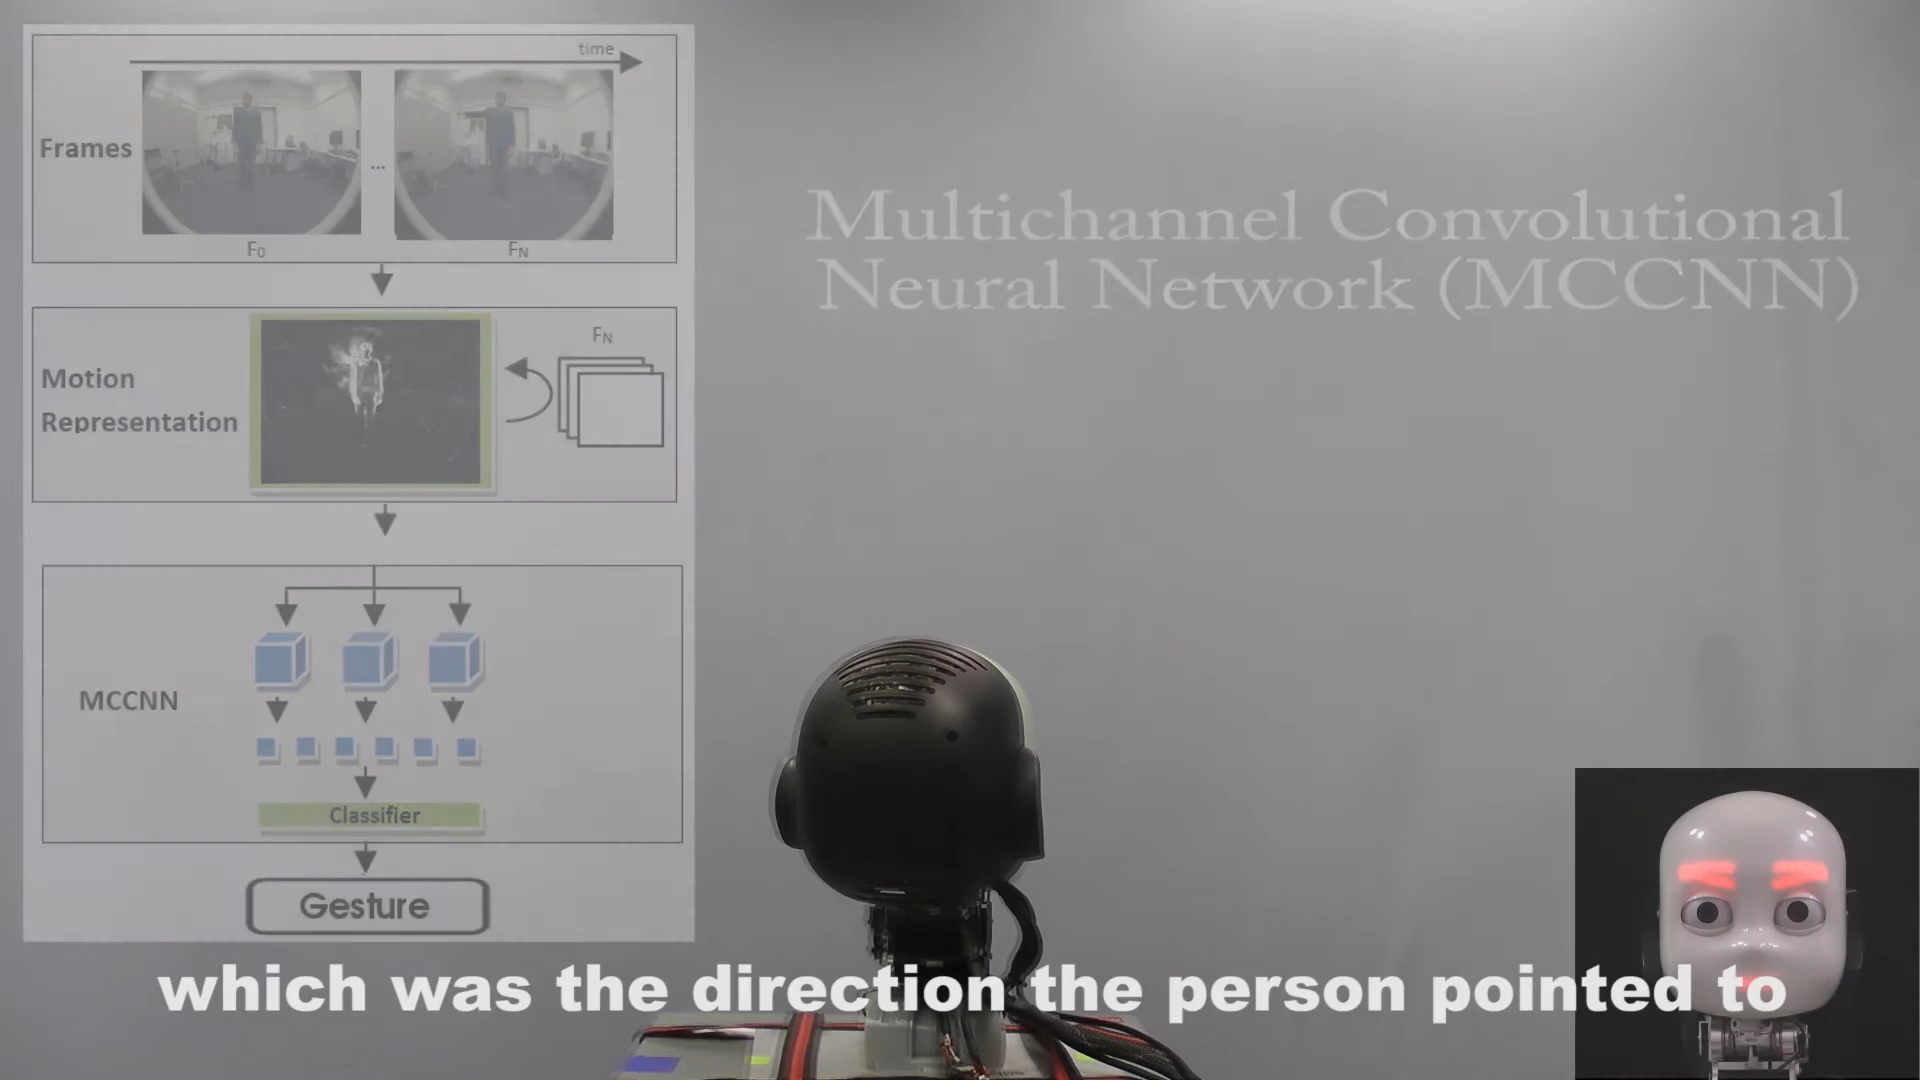 time
Frames
...
F0
FN
Multichannel Convolutional
Neural Network (MCCNN)
FN
Motion
Representation
MCCNN
Classifier
Gesture
which was the direction the person pointed to